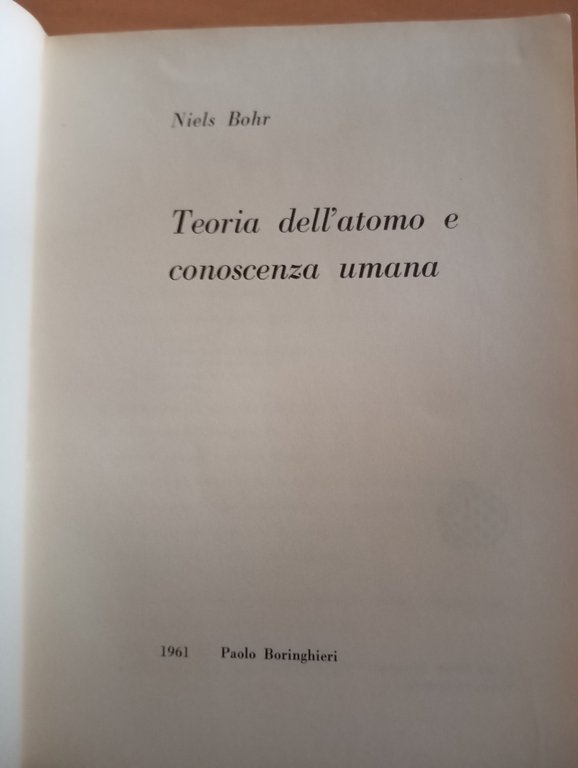 Niels Bohr
Teoria dell'atomo e
conoscenza umana
1961 Paolo Boringhieri